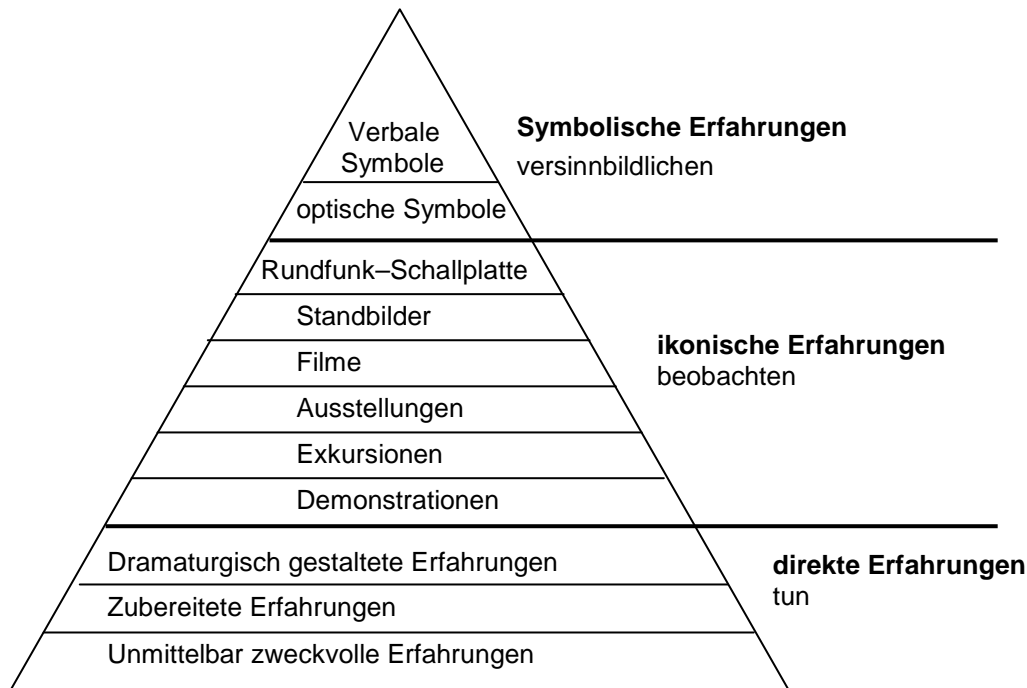 Verbale
Symbole
Symbolische Erfahrungen
versinnbildlichen
optische Symbole
Rundfunk–Schallplatte
Standbilder
Filme
ikonische Erfahrungen
beobachten
Ausstellungen
Exkursionen
Demonstrationen
Dramaturgisch gestaltete Erfahrungen
direkte Erfahrungen
tun
Zubereitete Erfahrungen
Unmittelbar zweckvolle Erfahrungen